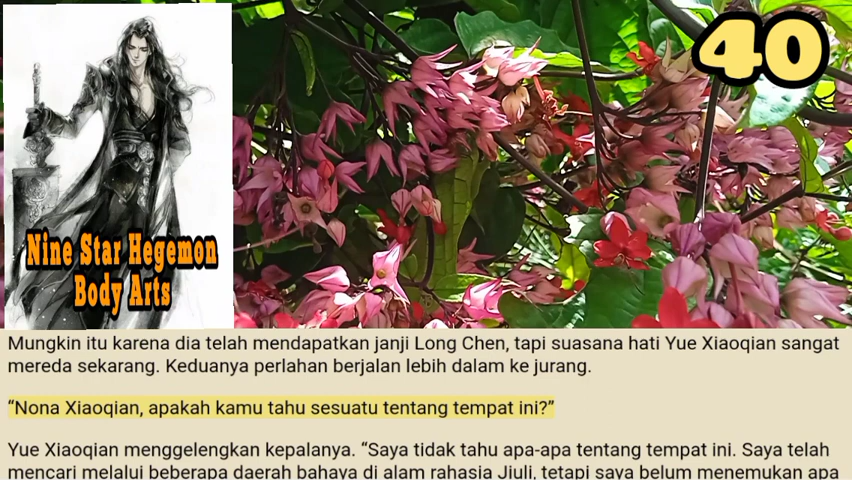 40
Nine Star Hegemon
Body Arts
Mungkin itu karena dia telah mendapatkan janji Long Chen, tapi suasana hati Yue Xiaoqian sangat
mereda sekarang. Keduanya perlahan berjalan lebih dalam ke jurang.
“Nona Xiaoqian, apakah kamu tahu sesuatu tentang tempat ini?”
Yue Xiaoqian menggelengkan kepalanya. “Saya tidak tahu apa-apa tentang tempat ini. Saya telah
mencari melalui beberapa daerah bahaya di alam rahasia Jiuli, tetapi saya belum menemukan apa